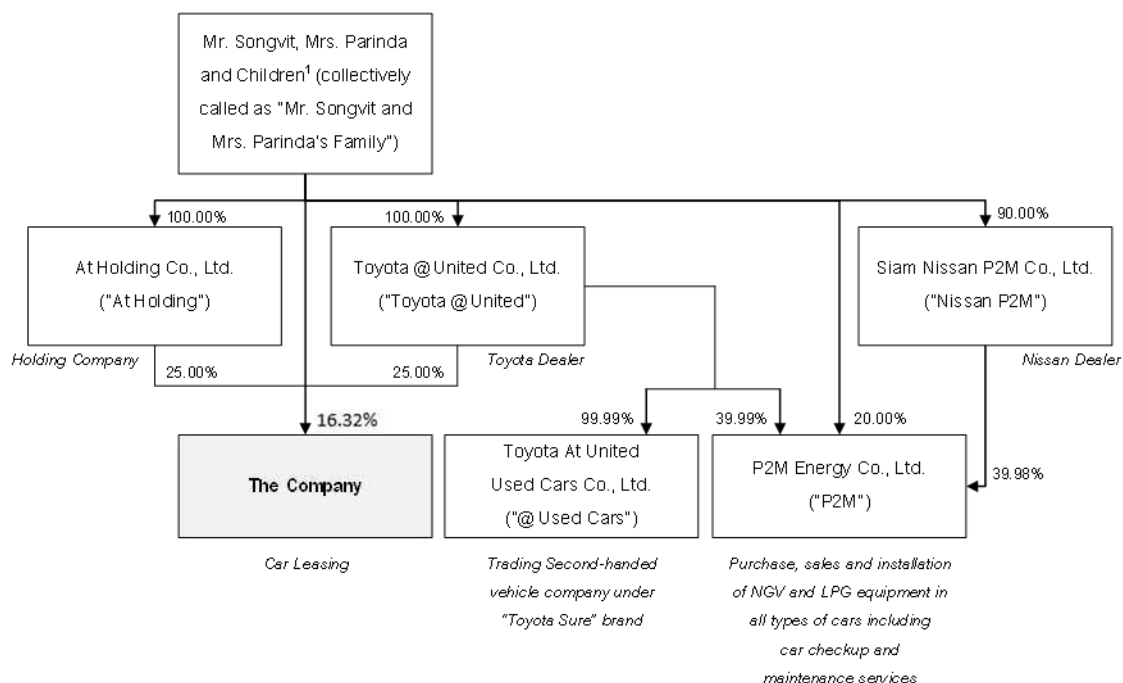 Mr. Songvit, Mrs. Parinda
and Children¹ (collectively
called as "Mr. Songvit and
Mrs. Parinda's Family")
100.00%
100.00%
90.00%
At Holding Co., Ltd.
("At Holding")
Toyota @United Co., Ltd.
("Toyota @United")
Siam Nissan P2M Co., Ltd.
("Nissan P2M")
Holding Company
Toyota Dealer
Nissan Dealer
25.00%
25.00%
16.32%
99.99%
39.99%
20.00%
39.98%
The Company
Toyota At United
Used Cars Co., Ltd.
("@ Used Cars")
P2M Energy Co., Ltd.
("P2M")
Car Leasing
Trading Second-handed
vehicle company under
"Toyota Sure" brand
Purchase, sales and installation
of NGV and LPG equipment in
all types of cars including
car checkup and
maintenance services